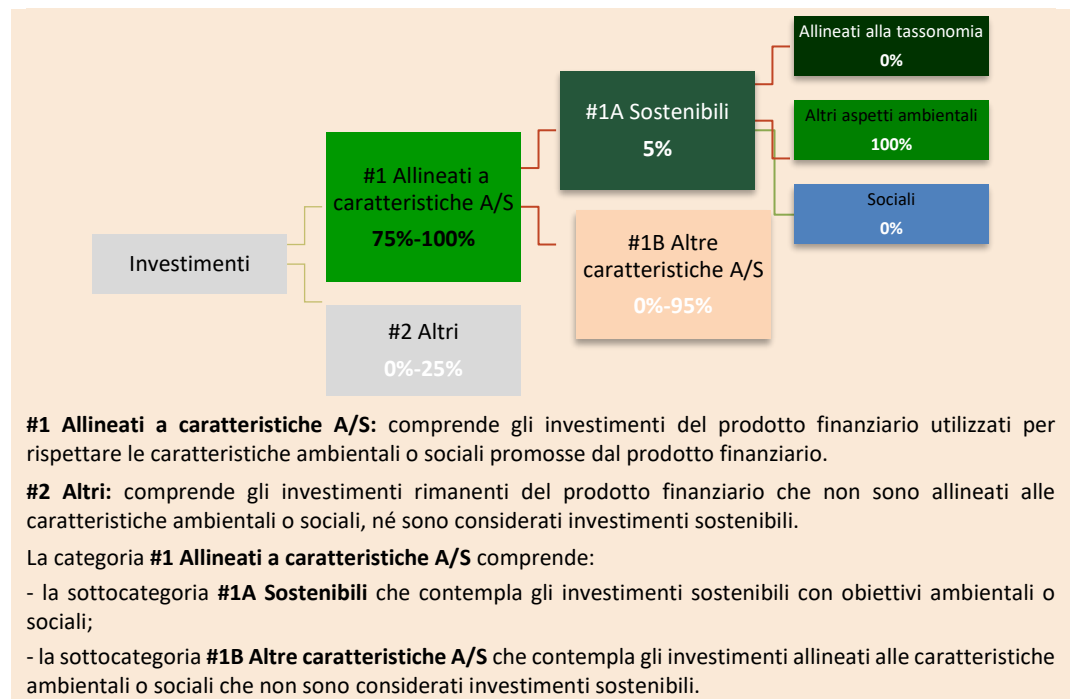 Allineati alla tassonomia
0%
#1A Sostenibili
5%
Altri aspetti ambientali
100%
#1 Allineati a
caratteristiche A/S
75%-100%
Sociali
0%
#1B Altre
caratteristiche A/S
0%-95%
Investimenti
#2 Altri
0%-25%
#1 Allineati a caratteristiche A/S: comprende gli investimenti del prodotto finanziario utilizzati per
rispettare le caratteristiche ambientali o sociali promosse dal prodotto finanziario.
#2 Altri: comprende gli investimenti rimanenti del prodotto finanziario che non sono allineati alle
caratteristiche ambientali o sociali, né sono considerati investimenti sostenibili.
La categoria #1 Allineati a caratteristiche A/S comprende:
- la sottocategoria #1A Sostenibili che contempla gli investimenti sostenibili con obiettivi ambientali o
sociali;
- la sottocategoria #1B Altre caratteristiche A/S che contempla gli investimenti allineati alle caratteristiche
ambientali o sociali che non sono considerati investimenti sostenibili.